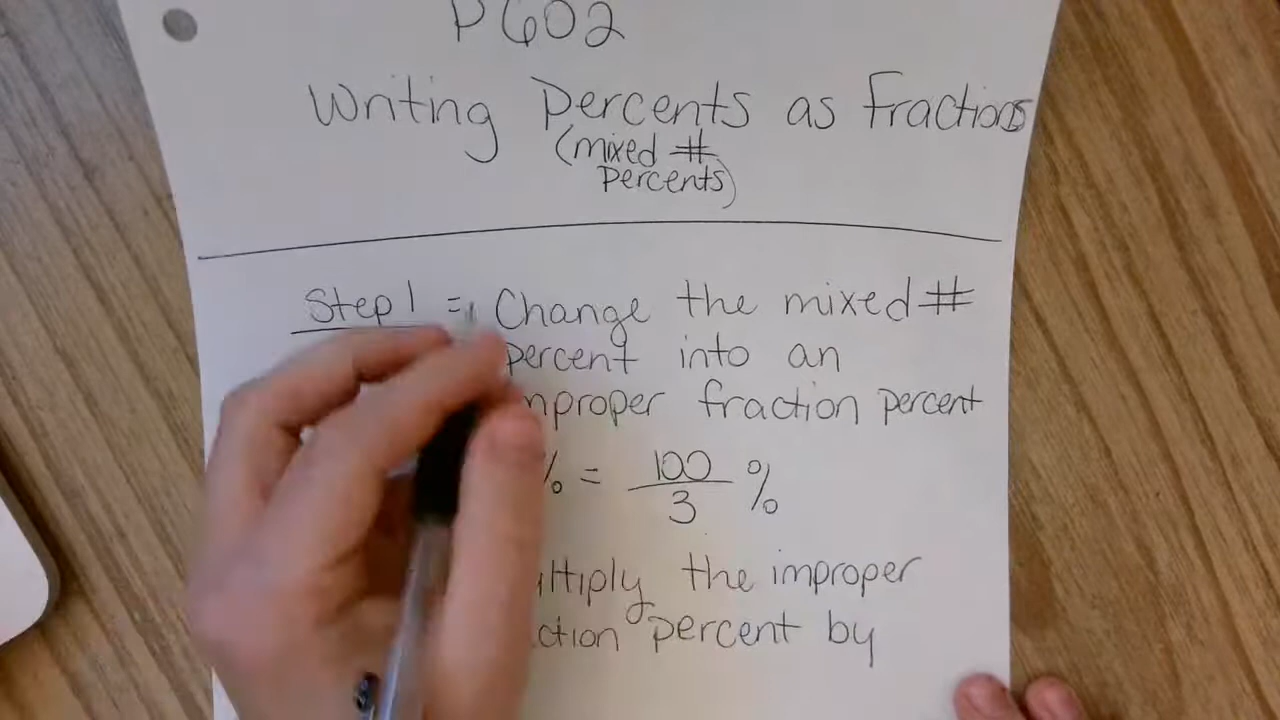 P602
Writing Percents as Fractions
(mixed #
Percents)
Step 1 = Change the mixed #
percent into an
improper fraction percent
% = 100/3 %
the improper
percent by